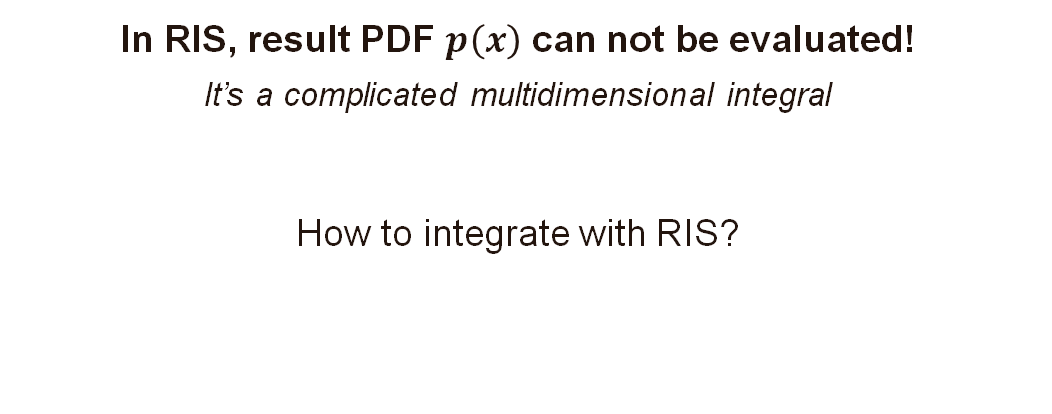 In RIS, result PDF p(x) can not be evaluated!
It's a complicated multidimensional integral
How to integrate with RIS?